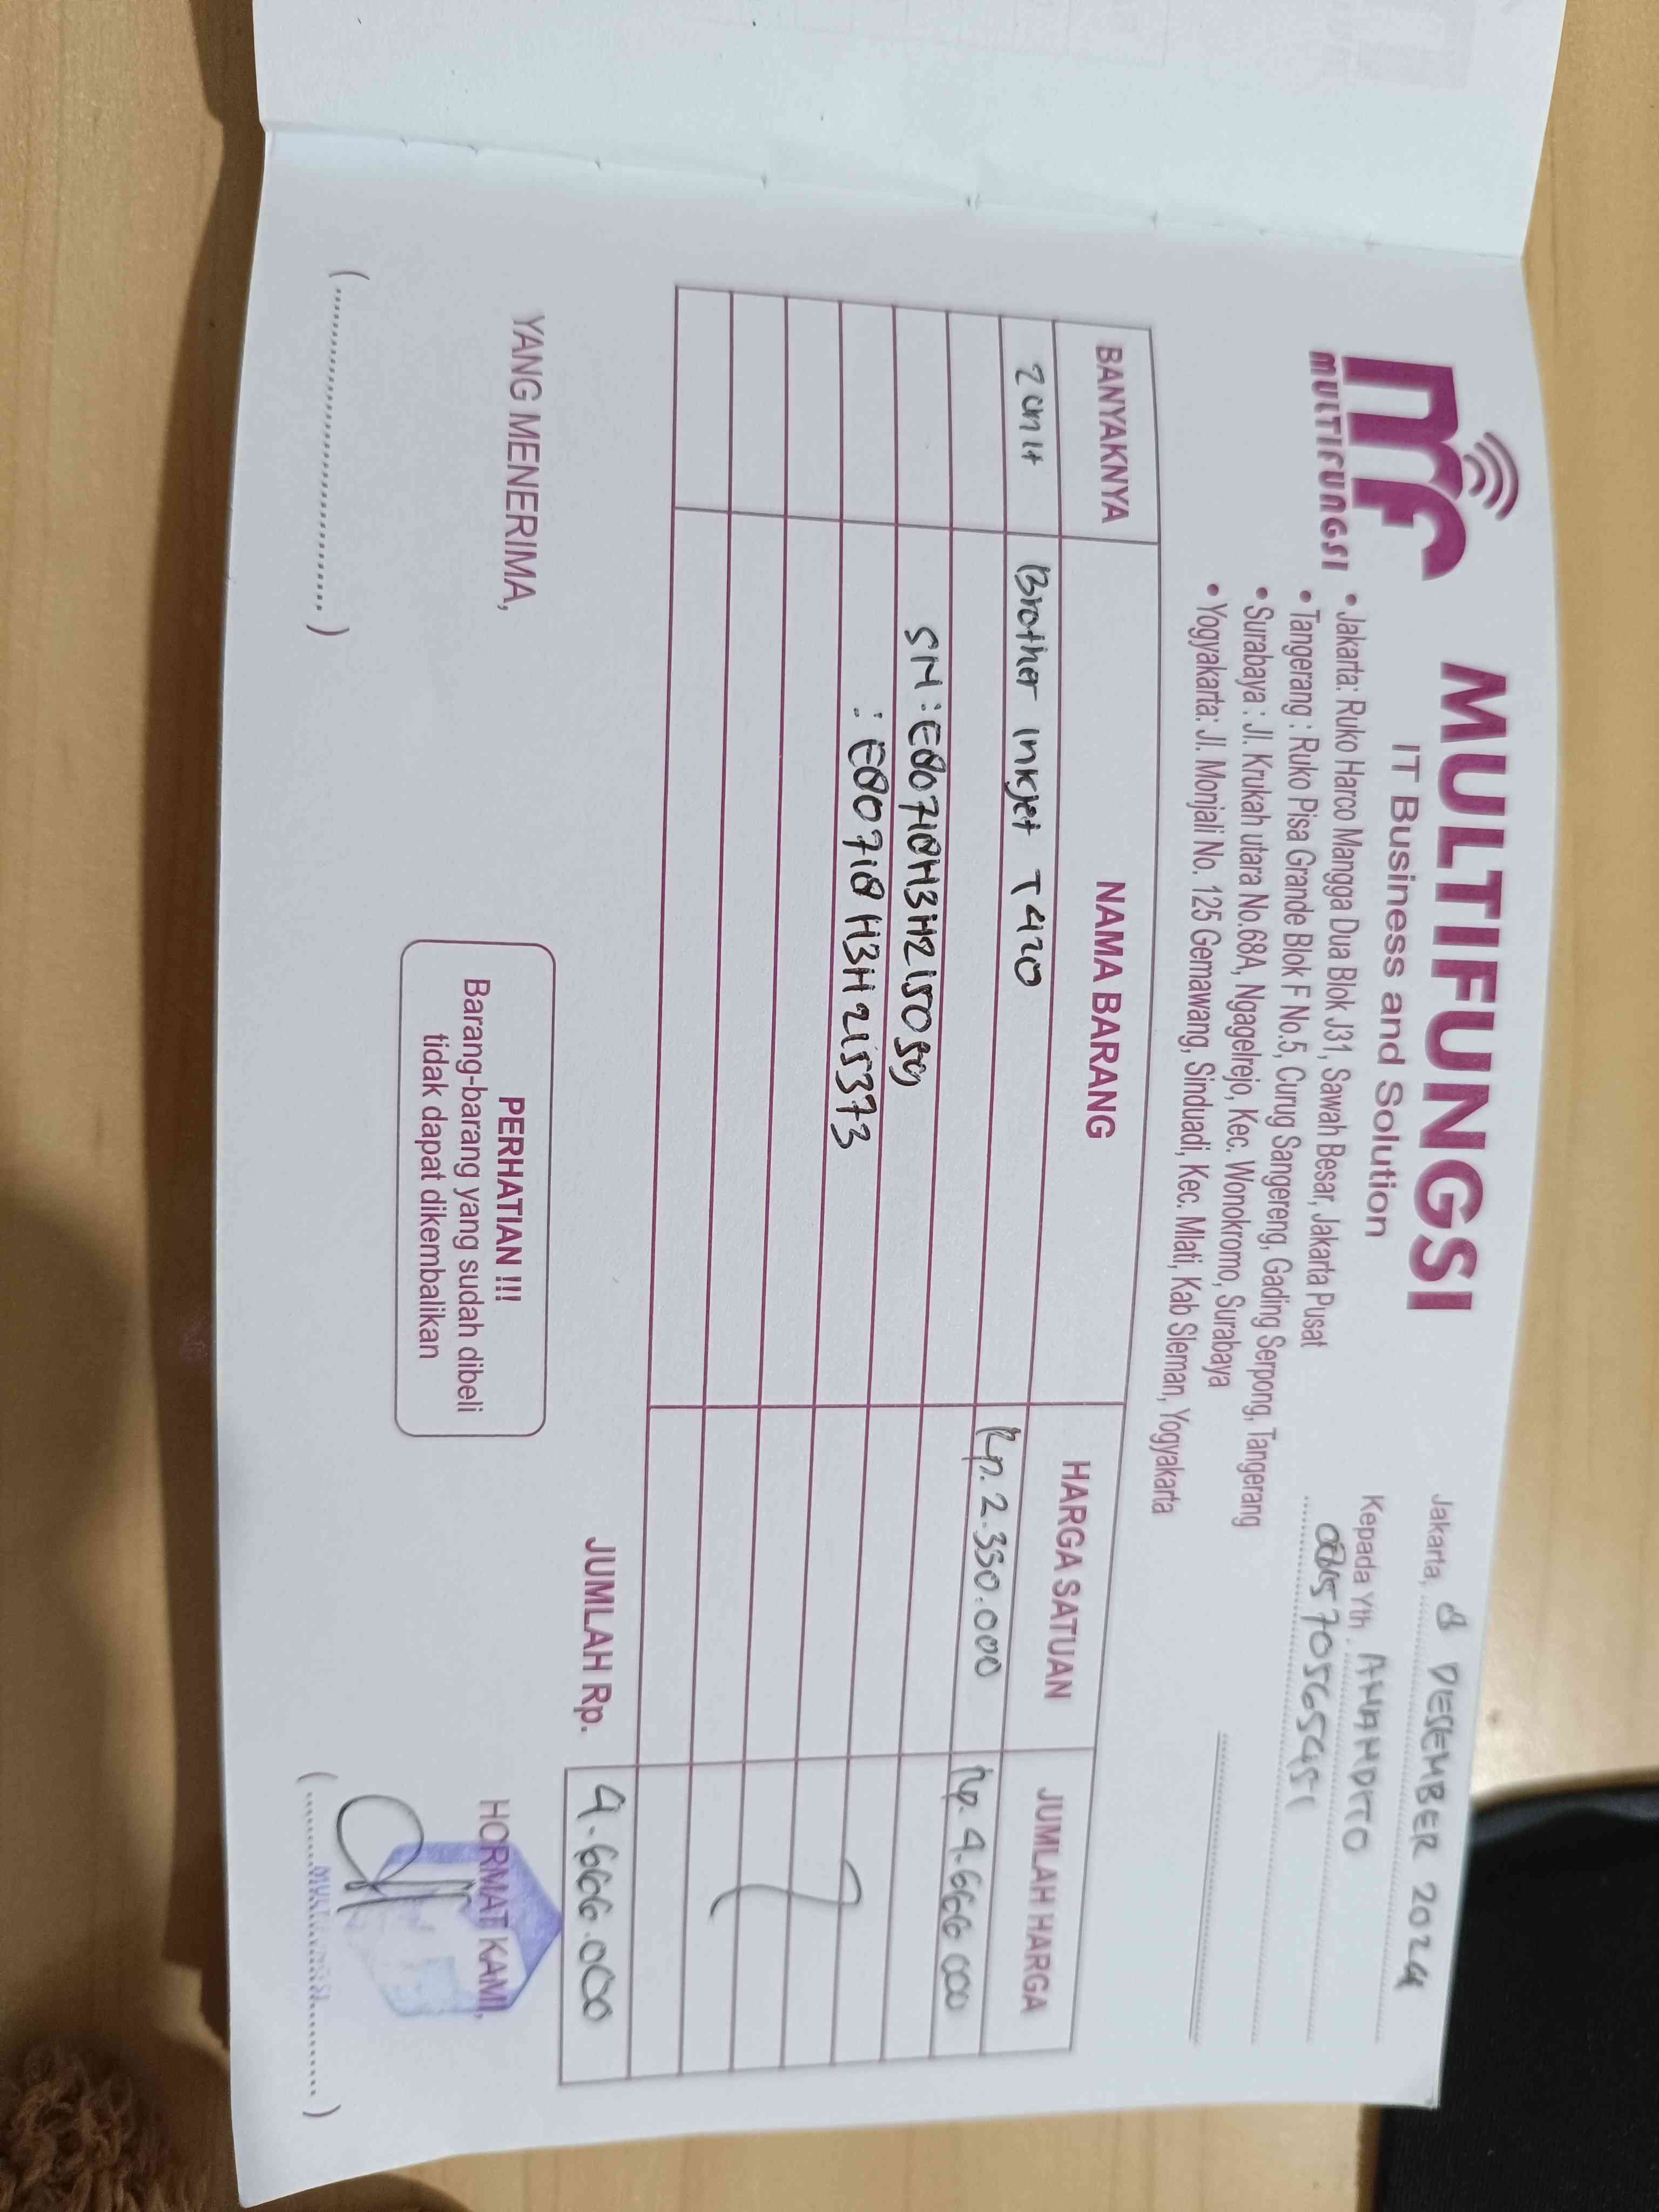 MULTIFUNGSI
MULTIFUNGSI
IT Business and Solution
• Jakarta: Ruko Harco Mangga Dua Blok J31, Sawah Besar, Jakarta Pusat
• Tangerang : Ruko Pisa Grande Blok F No.5, Curug Sangereng, Gading Serpong, Tangerang
• Surabaya : Jl. Krukah utara No.68A, Ngagelrejo, Kec. Wonokromo, Surabaya
• Yogyakarta: Jl. Monjali No. 125 Gemawang, Sinduadi, Kec. Mlati, Kab Sleman, Yogyakarta
Jakarta, 8 DESEMBER 2024
Kepada Yth. ANANDITO
BANYAKNYA NAMA BARANG HARGA SATUAN JUMLAH HARGA
2 unit Brother Inkjet T420 Rp. 2.350.000 Rp. 4.666.000
SN : E80718H3H215059
: E80718H3H215373
JUMLAH Rp. 4.666.000
YANG MENERIMA,
PERHATIAN !!!
Barang-barang yang sudah dibeli
tidak dapat dikembalikan
HORMAT KAMI,